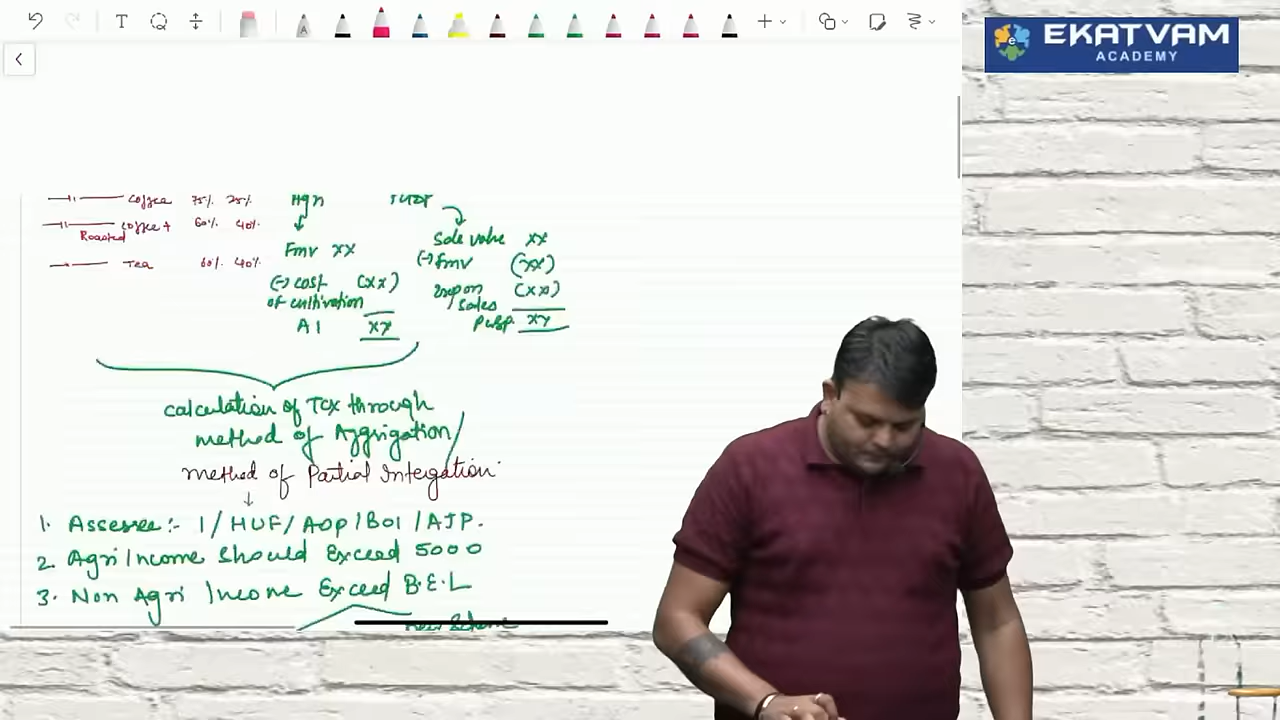 EKATVAM
ACADEMY
Coffee 75% 25%
Roasted Coffee + 60% 40%
Tea 60% 40%
Agri
Fmv xx
(-) cost (xx)
of cultivation
AI xx
Sale value xx
(-) Fmv (xx)
Exp on (xx)
Sales
PGBP xx
calculation of Tax through
method of Aggrigation/
method of Partial Intergation
1. Assessee:- I/HUF/AOP/BOI/AJP.
2. Agri Income Should Exceed 5000
3. Non Agri Income Exceed B.E.L